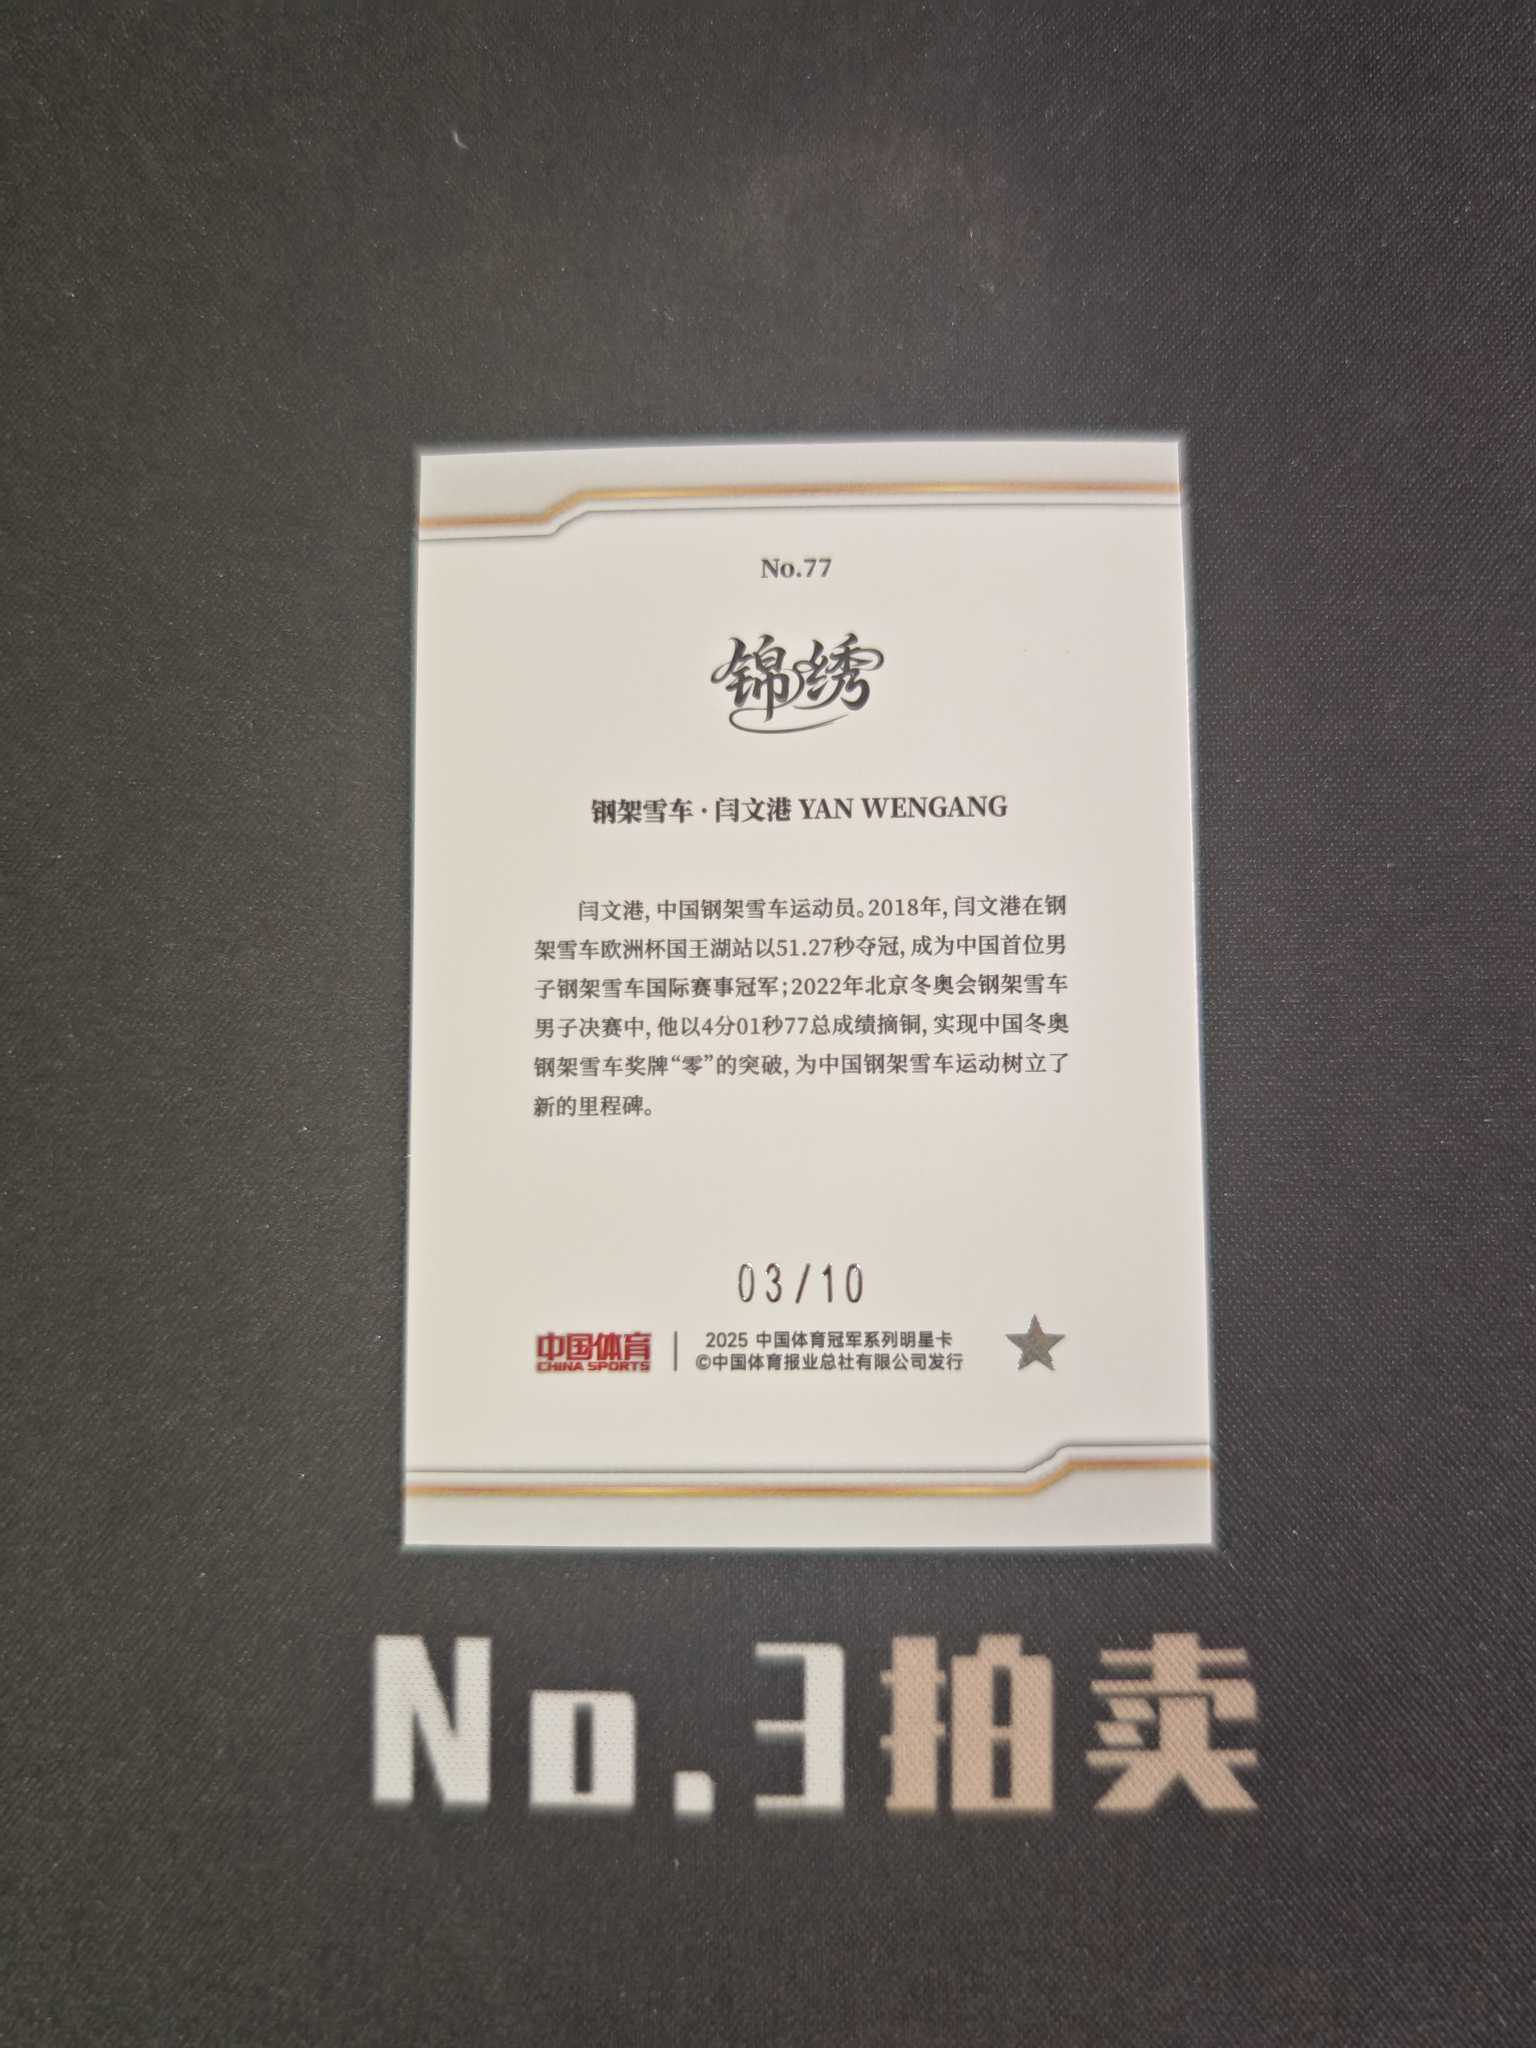 No.77
锦绣
钢架雪车·闫文港 YAN WENGANG
闫文港,中国钢架雪车运动员。2018年,闫文港在钢
架雪车欧洲杯国王湖站以51.27秒夺冠,成为中国首位男
子钢架雪车国际赛事冠军;2022年北京冬奥会钢架雪车
男子决赛中,他以4分01秒77总成绩摘铜,实现中国冬奥
钢架雪车奖牌“零”的突破,为中国钢架雪车运动树立了
新的里程碑。
03/10
中国体育
CHINA SPORTS
2025 中国体育冠军系列明星卡
©中国体育报业总社有限公司发行
No.3拍卖